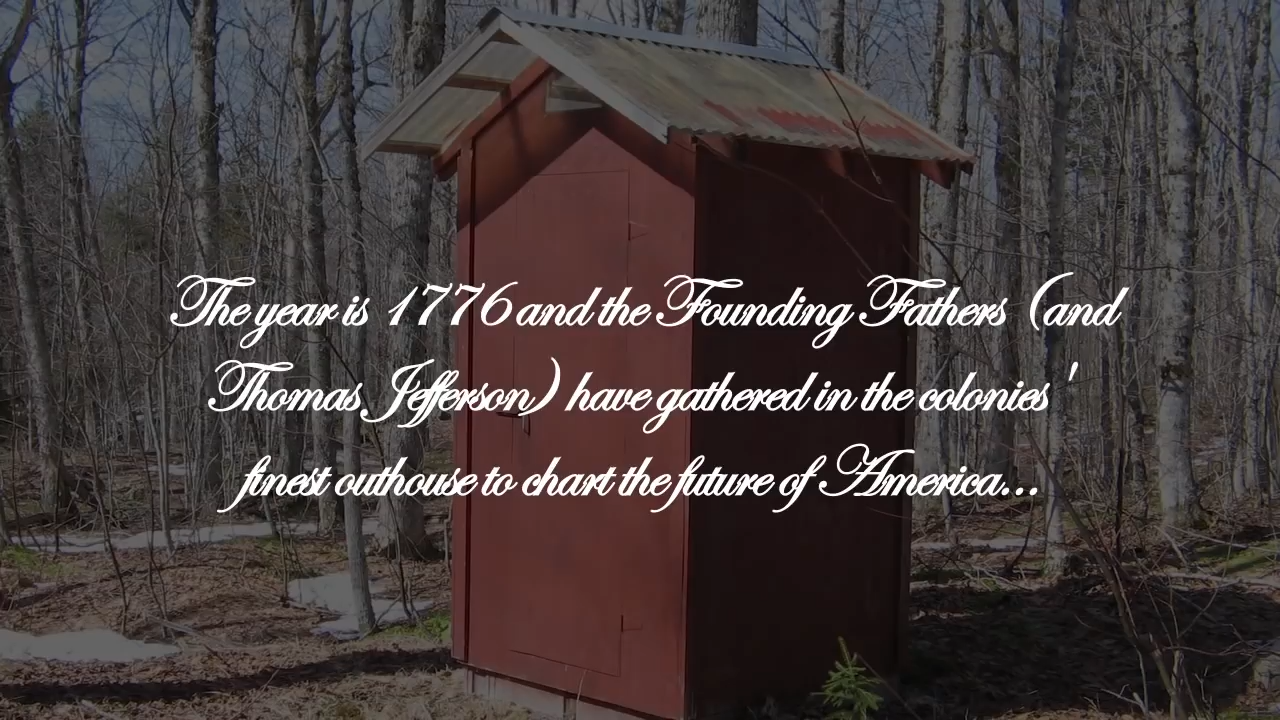 The year is 1776 and the Founding Fathers (and
Thomas Jefferson) have gathered in the colonies'
finest outhouse to chart the future of America...